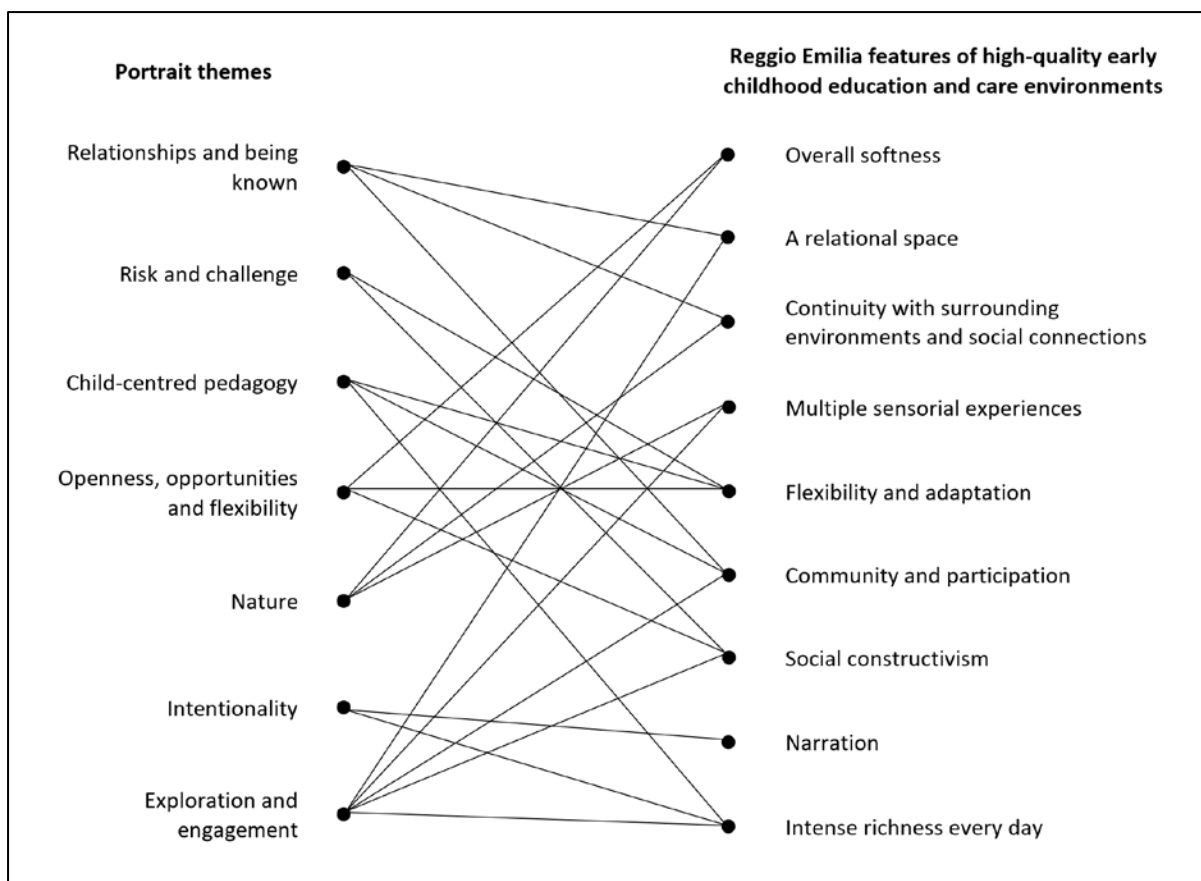 Portrait themes
Reggio Emilia features of high-quality early
childhood education and care environments
Relationships and being
known
Risk and challenge
Child-centred pedagogy
Openness, opportunities
and flexibility
Nature
Intentionality
Exploration and
engagement
Overall softness
A relational space
Continuity with surrounding
environments and social connections
Multiple sensorial experiences
Flexibility and adaptation
Community and participation
Social constructivism
Narration
Intense richness every day